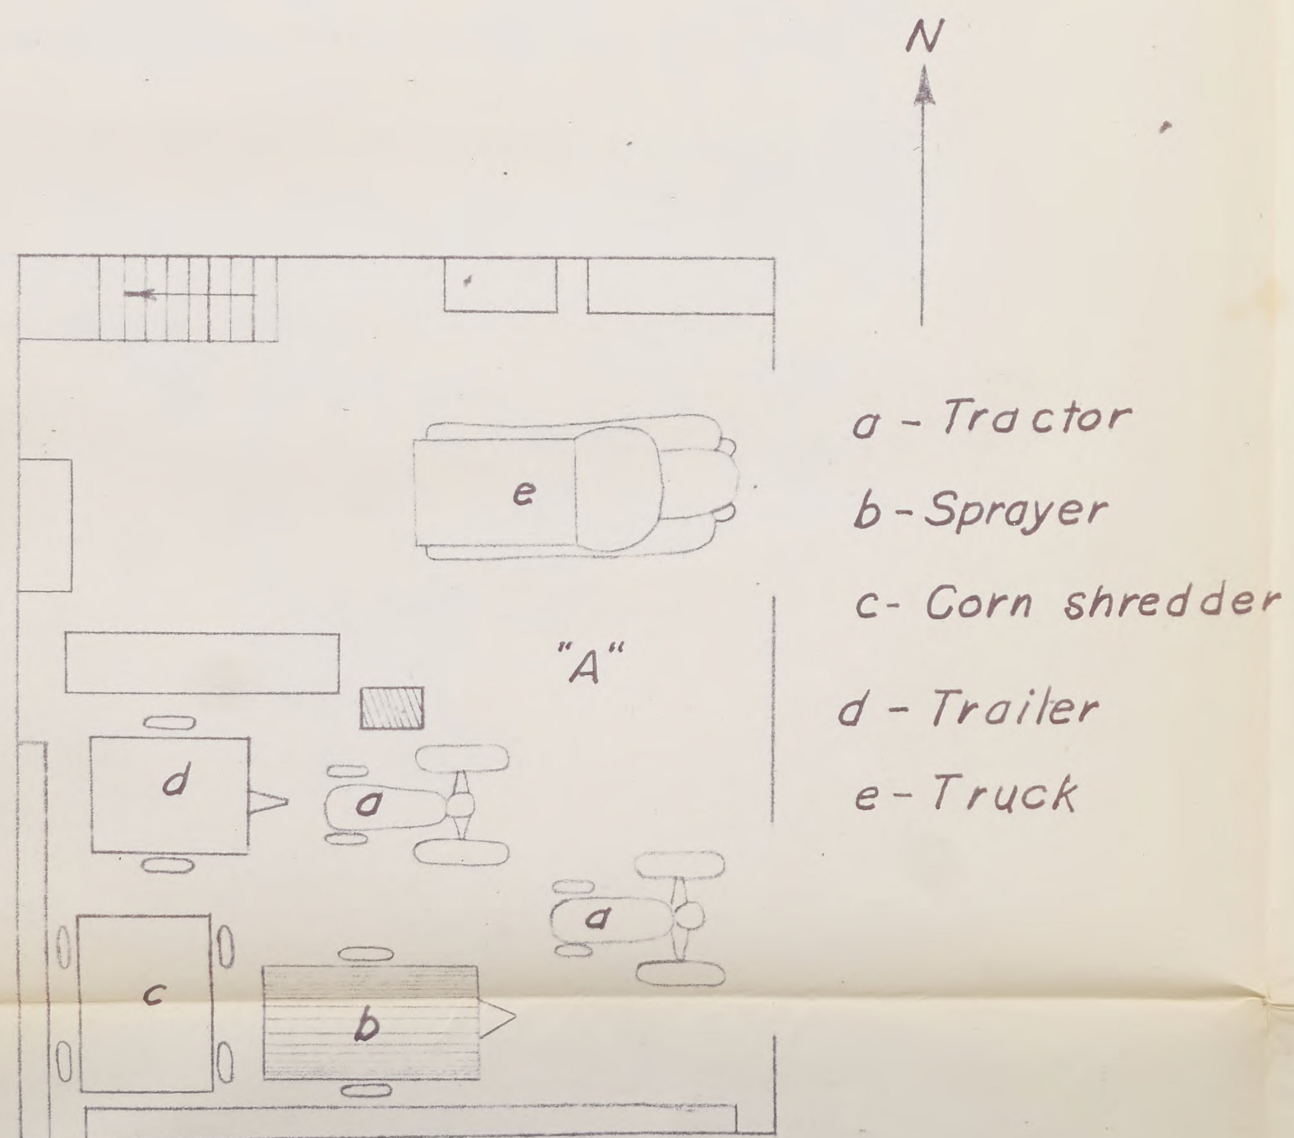 N
a - Tractor
e
b - Sprayer
c - Corn shredder
"A"
d - Trailer
d
a
e - Truck
a
c
b